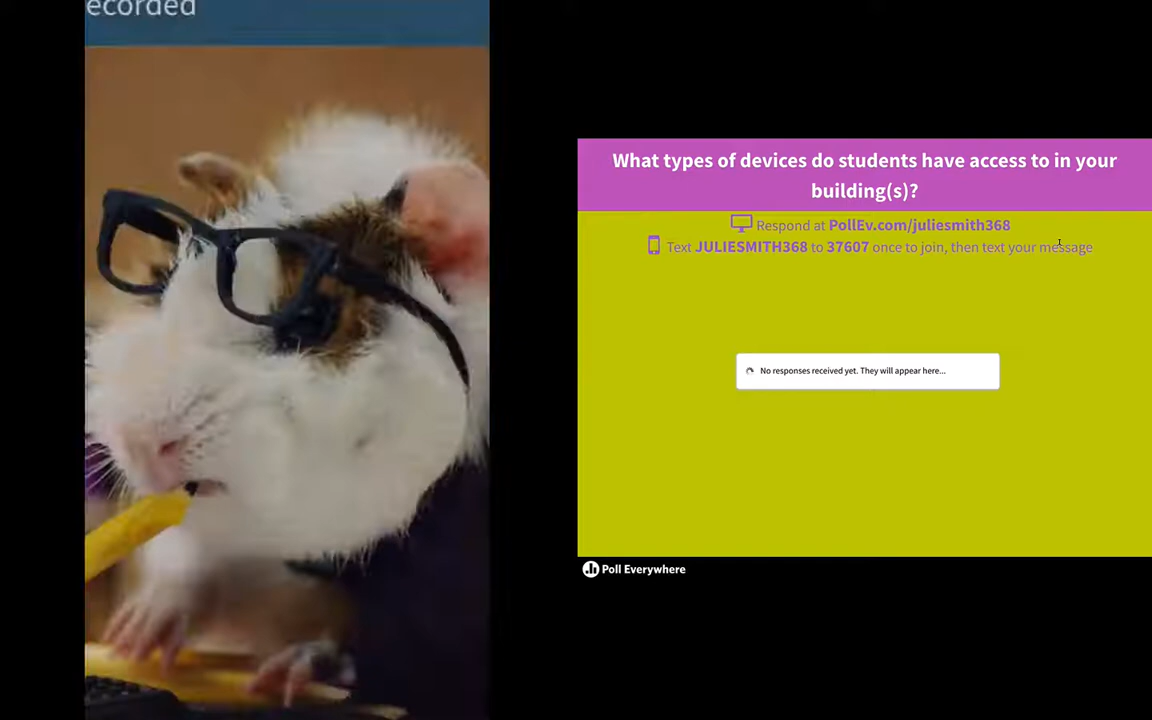 ecorded
What types of devices do students have access to in your
building(s)?
Respond at PollEv.com/juliesmith368
Text JULIESMITH368 to 37607 once to join, then text your message
No responses received yet. They will appear here...
Poll Everywhere